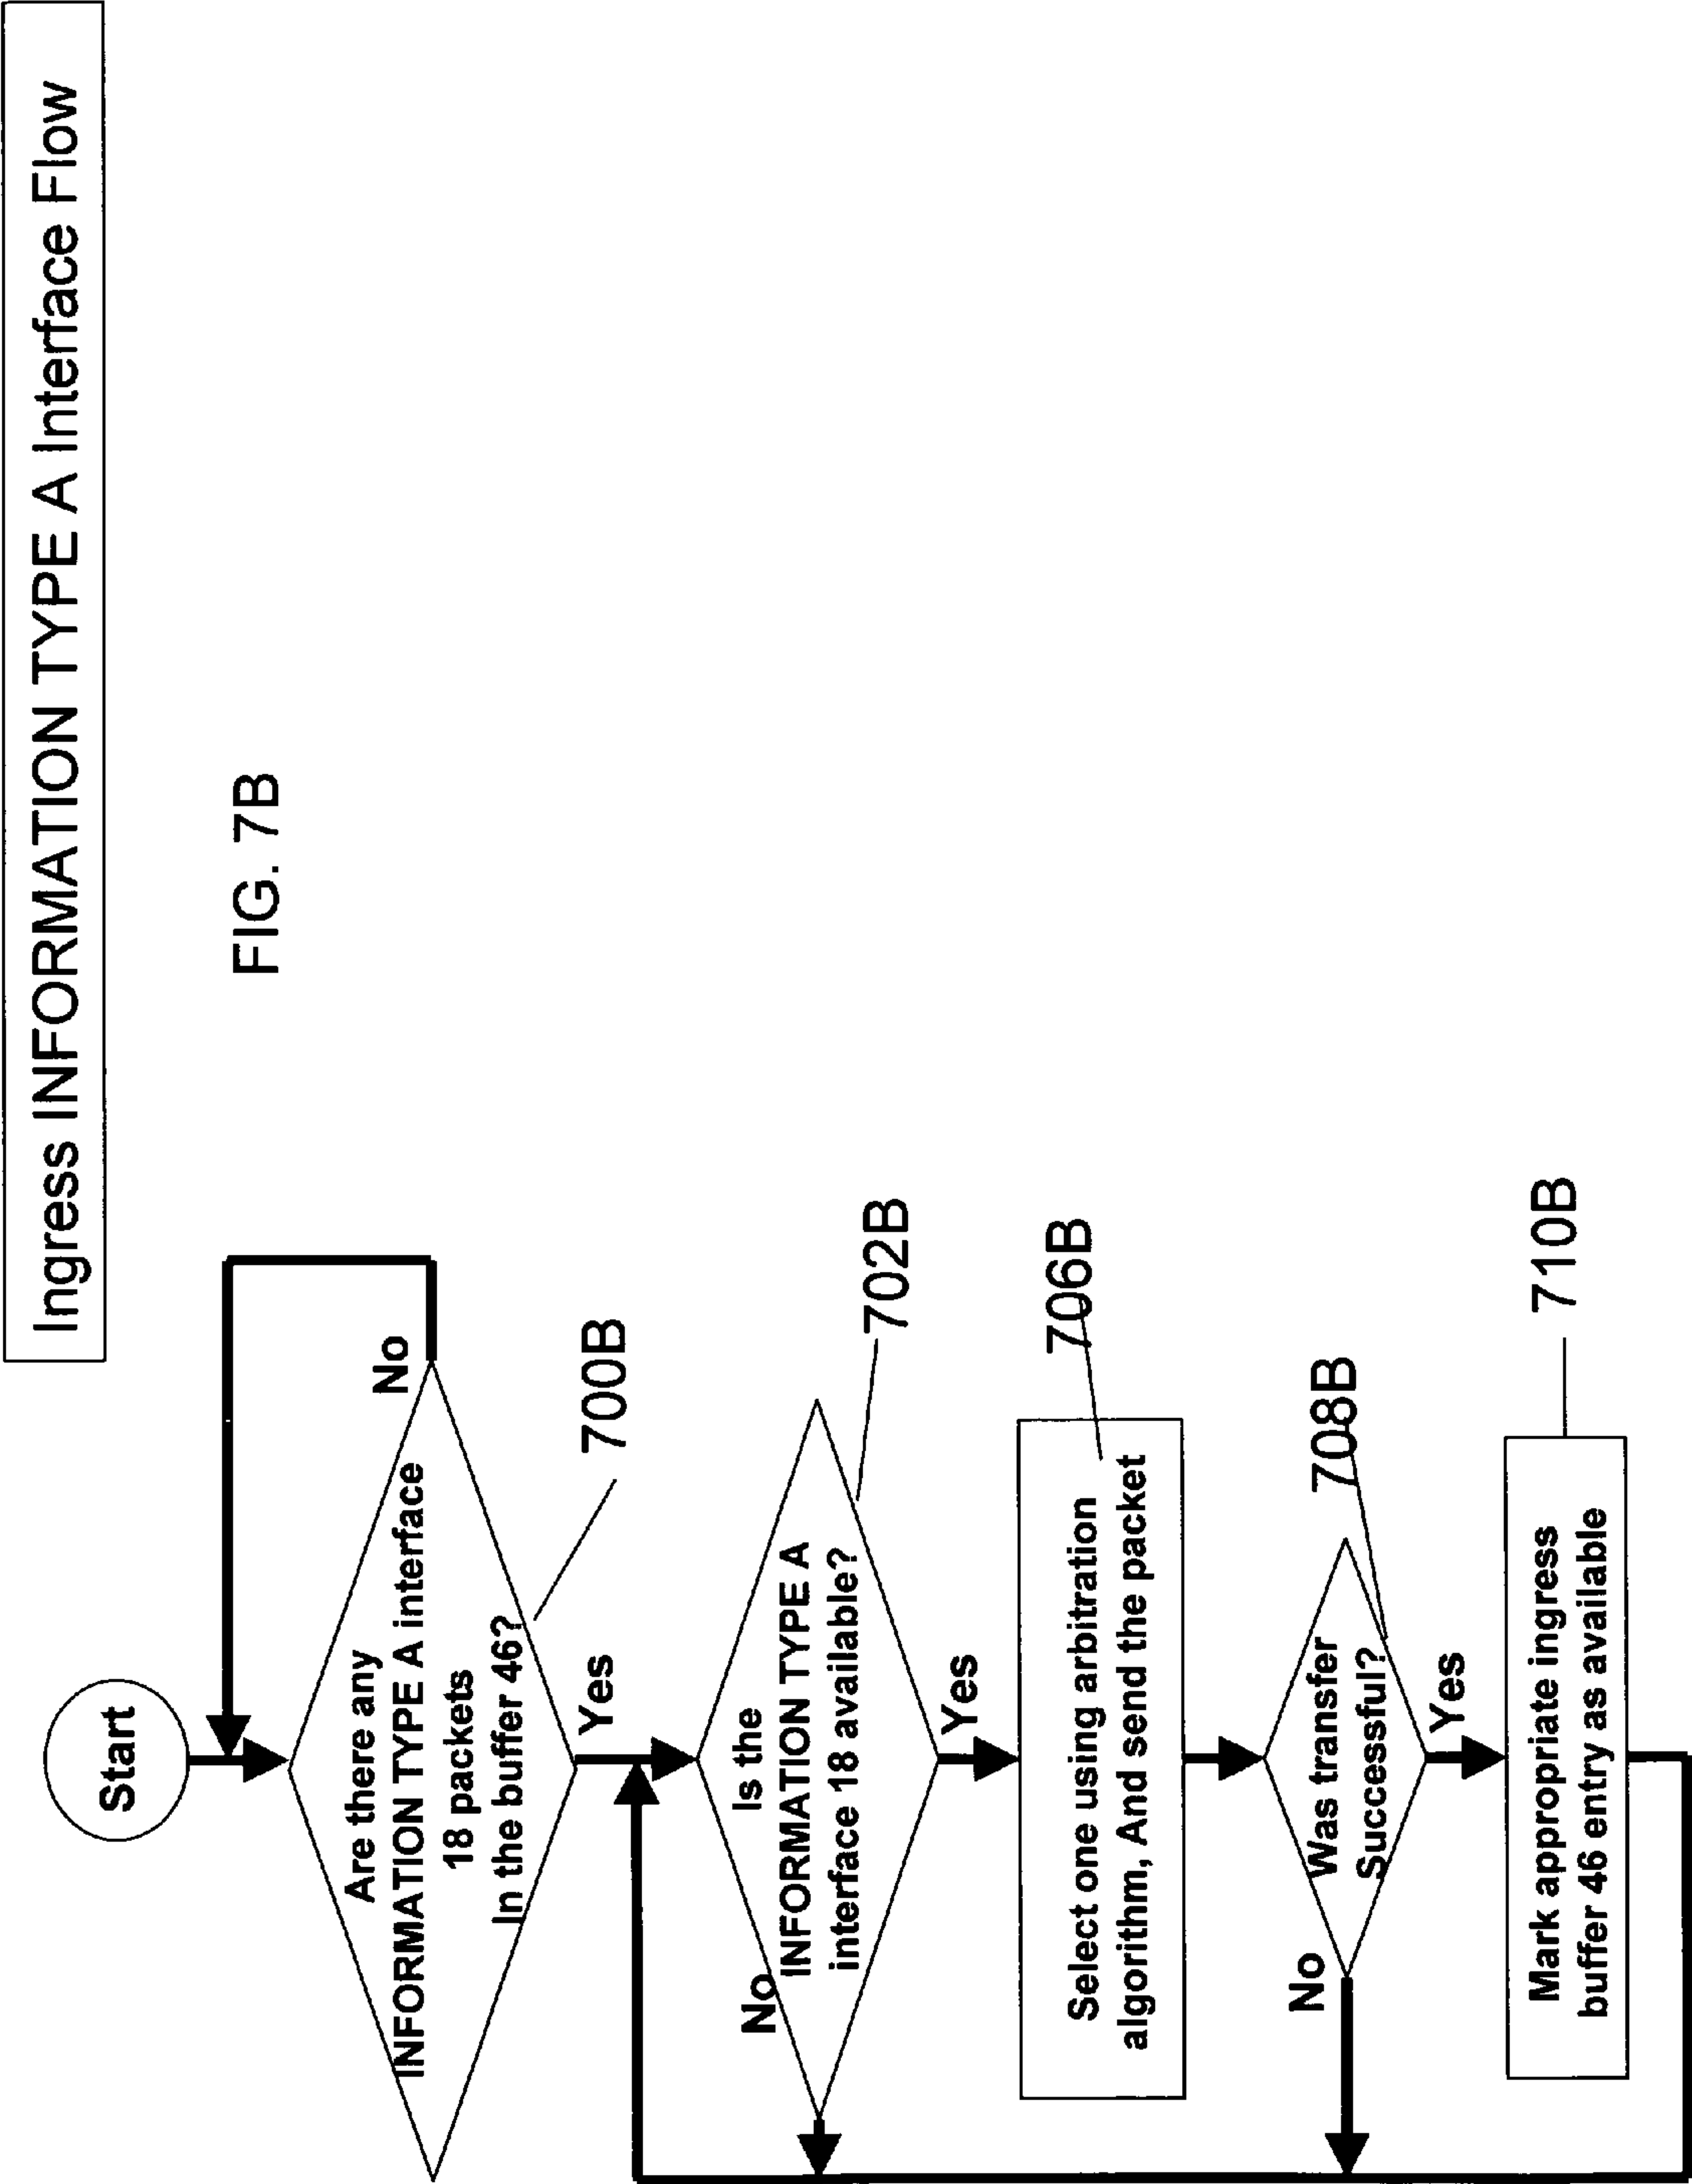 Ingress INFORMATION TYPE A Interface Flow
FIG. 7B
Start
Are there any
INFORMATION TYPE A interface
18 packets
In the buffer 46?
No
700B
Yes
Is the
INFORMATION TYPE A
interface 18 available?
No
702B
Yes
Select one using arbitration
algorithm, And send the packet
706B
Was transfer
Successful?
No
708B
Yes
Mark appropriate ingress
buffer 46 entry as available
710B